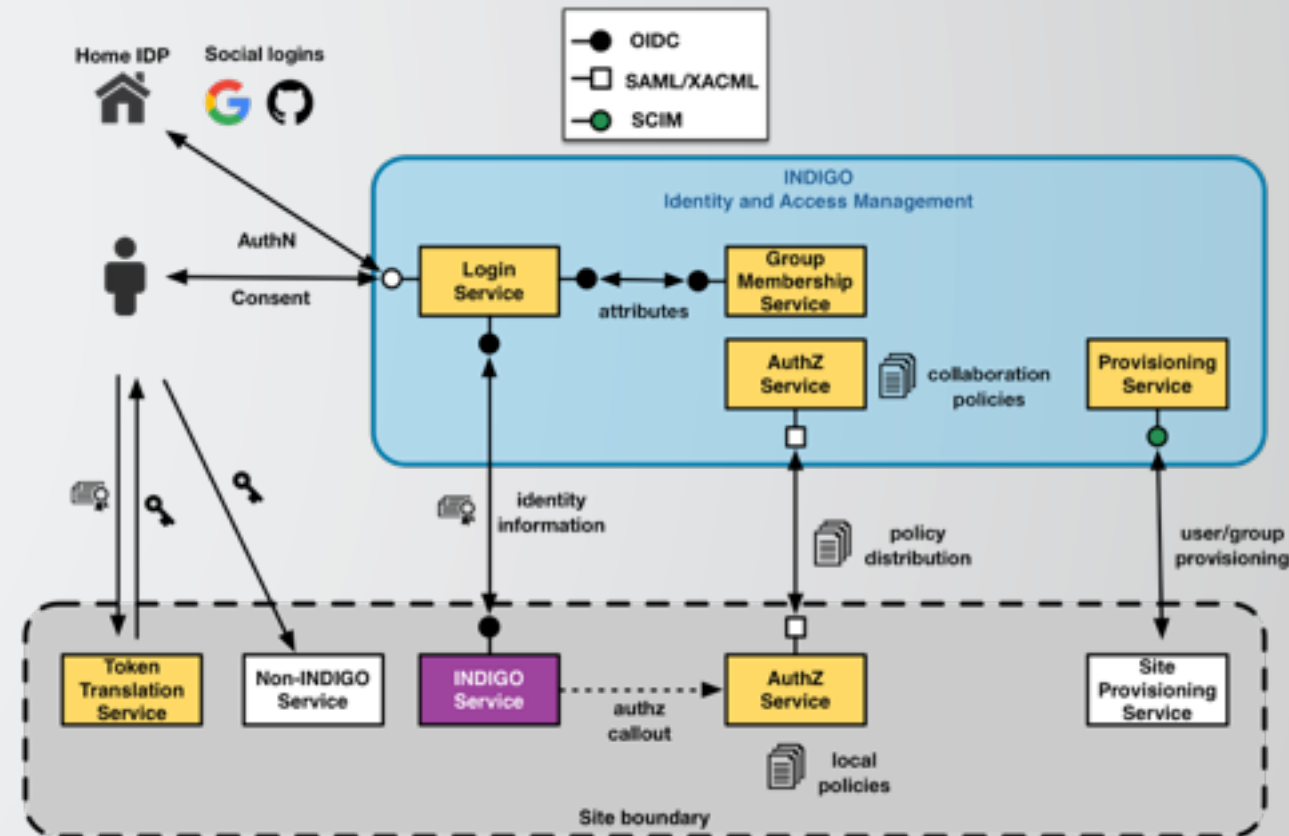 Home IDP
Social logins
OIDC
SAML/XACML
SCIM
INDIGO
Identity and Access Management
AuthN
Consent
Login
Service
attributes
Group
Membership
Service
AuthZ
Service
collaboration
policies
Provisioning
Service
identity
information
policy
distribution
user/group
provisioning
Token
Translation
Service
Non-INDIGO
Service
INDIGO
Service
authz
callout
AuthZ
Service
Site
Provisioning
Service
local
policies
Site boundary